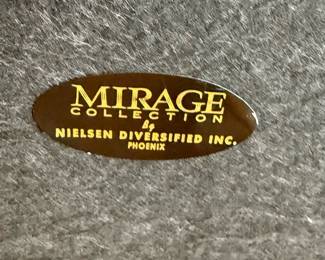 MIRAGE
COLLECTION
By
NIELSEN DIVERSIFIED INC.
PHOENIX